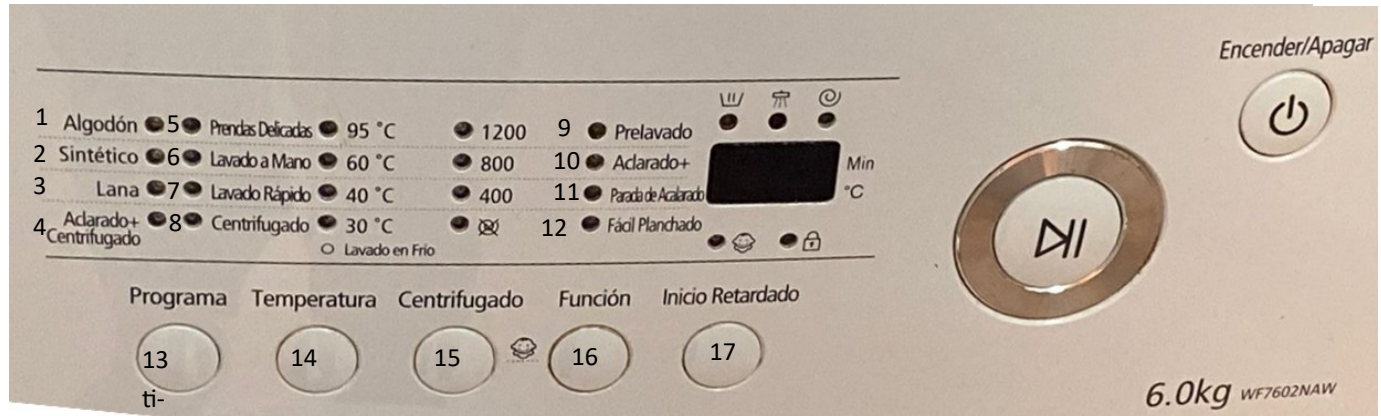 Encender/Apagar
1 Algodón 5 Prendas Delicadas 95 °C 1200 9 Prelavado
2 Sintético 6 Lavado a Mano 60 °C 800 10 Aclarado+ Min
3 Lana 7 Lavado Rápido 40 °C 400 11 Parada de Acalarado °C
4 Aclarado+ Centrifugado 8 Centrifugado 30 °C 12 Fácil Planchado
Lavado en Frío
Programa Temperatura Centrifugado Función Inicio Retardado
13 14 15 16 17
ti-
6.0kg WF7602NAW